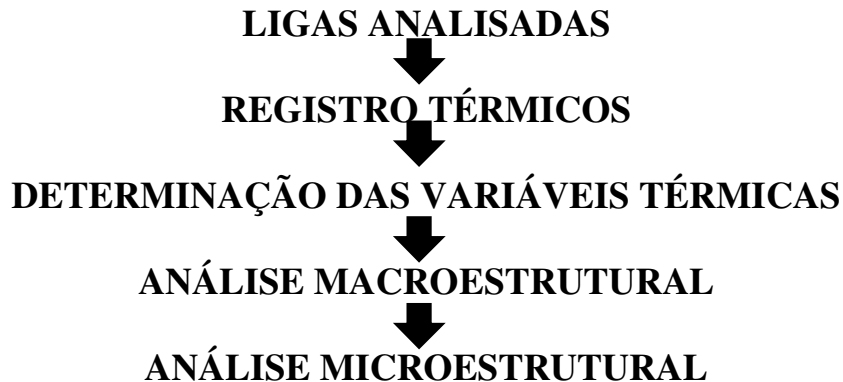 LIGAS ANALISADAS
REGISTRO TÉRMICOS
DETERMINAÇÃO DAS VARIÁVEIS TÉRMICAS
ANÁLISE MACROESTRUTURAL
ANÁLISE MICROESTRUTURAL